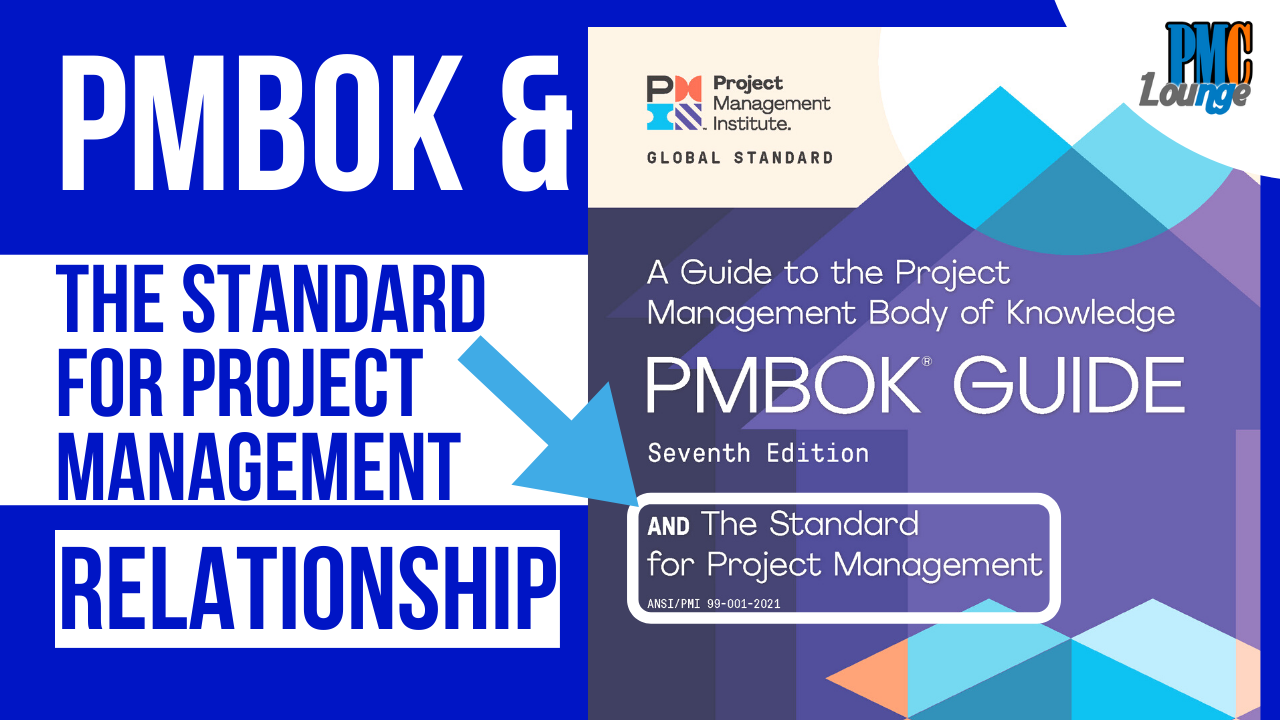 PMBOK &
THE STANDARD
FOR PROJECT
MANAGEMENT
RELATIONSHIP
PM
Project
Management
Institute.
GLOBAL STANDARD
A Guide to the Project
Management Body of Knowledge
PMBOK® GUIDE
Seventh Edition
AND The Standard
for Project Management
ANSI/PMI 99-001-2021
PMC
Lounge